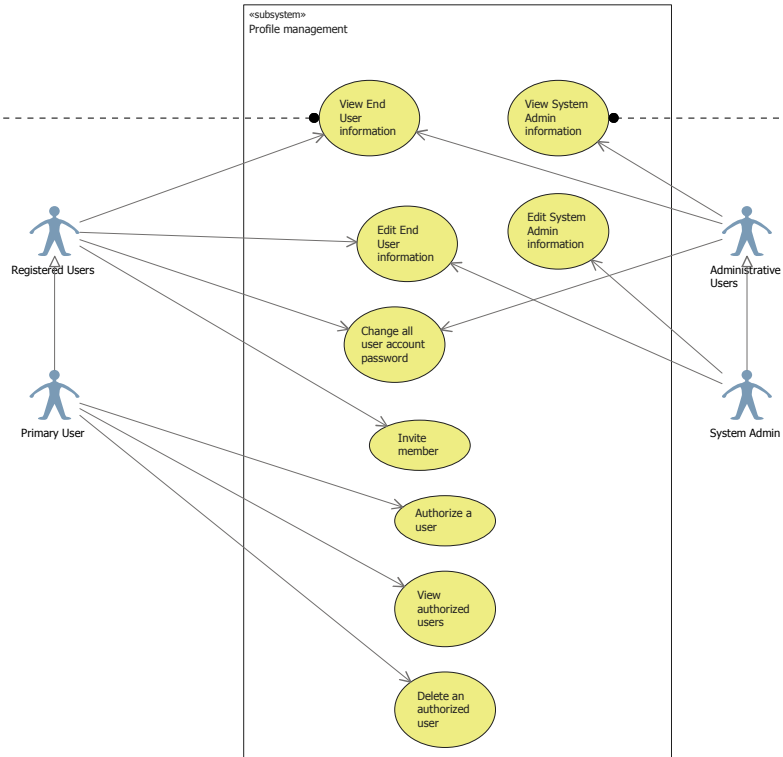 «subsystem»
Profile management
View End
User
information
View System
Admin
information
Registered Users
Edit End
User
information
Edit System
Admin
information
Administrative
Users
Change all
user account
password
Primary User
System Admin
Invite
member
Authorize a
user
View
authorized
users
Delete an
authorized
user